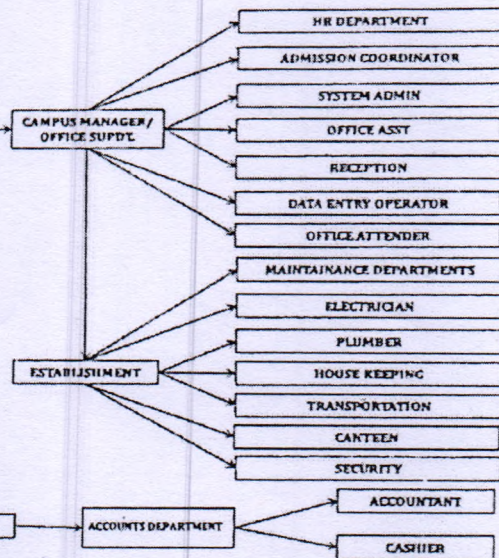 HR DEPARTMENT
ADMISSION COORDINATOR
SYSTEM ADMIN
CAMPUS MANAGER/
OFFICE SUPDT.
OFFICE ASST
RECEPTION
DATA ENTRY OPERATOR
OFFICE ATTENDER
MAINTAINANCE DEPARTMENTS
ELECTRICIAN
PLUMBER
ESTABLISHMENT
HOUSE KEEPING
TRANSPORTATION
CANTEEN
SECURITY
ACCOUNTANT
ACCOUNTS DEPARTMENT
CASHIER